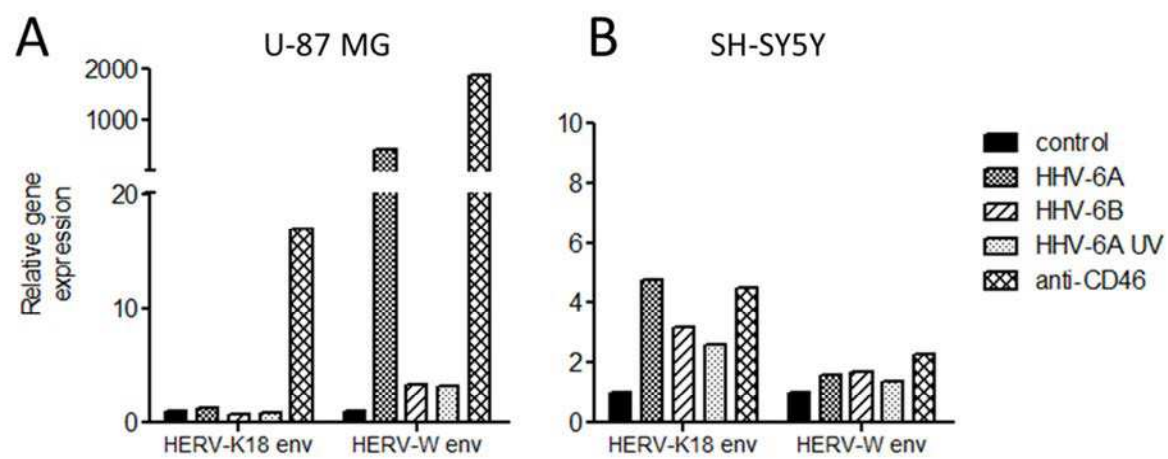 A
U-87 MG
B
SH-SY5Y
Relative gene
expression
2000
1000
20
10
0
HERV-K18 env
HERV-W env
10
8
6
4
2
0
HERV-K18 env
HERV-W env
control
HHV-6A
HHV-6B
HHV-6A UV
anti-CD46